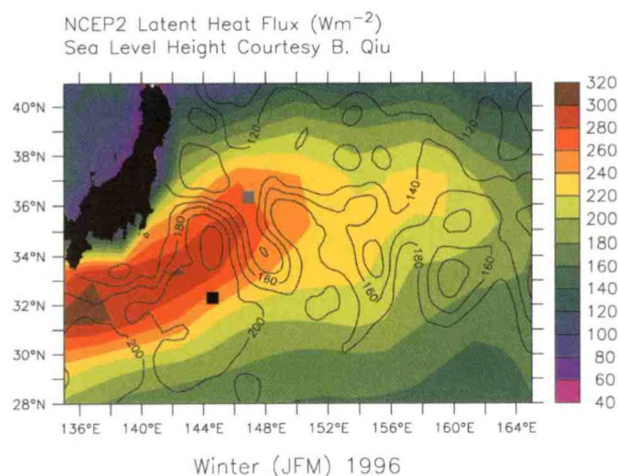 NCEP2 Latent Heat Flux (Wm⁻²)
Sea Level Height Courtesy B. Qiu
40°N
38°N
36°N
34°N
32°N
30°N
28°N
136°E 140°E 144°E 148°E 152°E 156°E 160°E 164°E
120
120
140
180
160
180
160
160
200
200
320
300
280
260
240
220
200
180
160
140
120
100
80
60
40
Winter (JFM) 1996